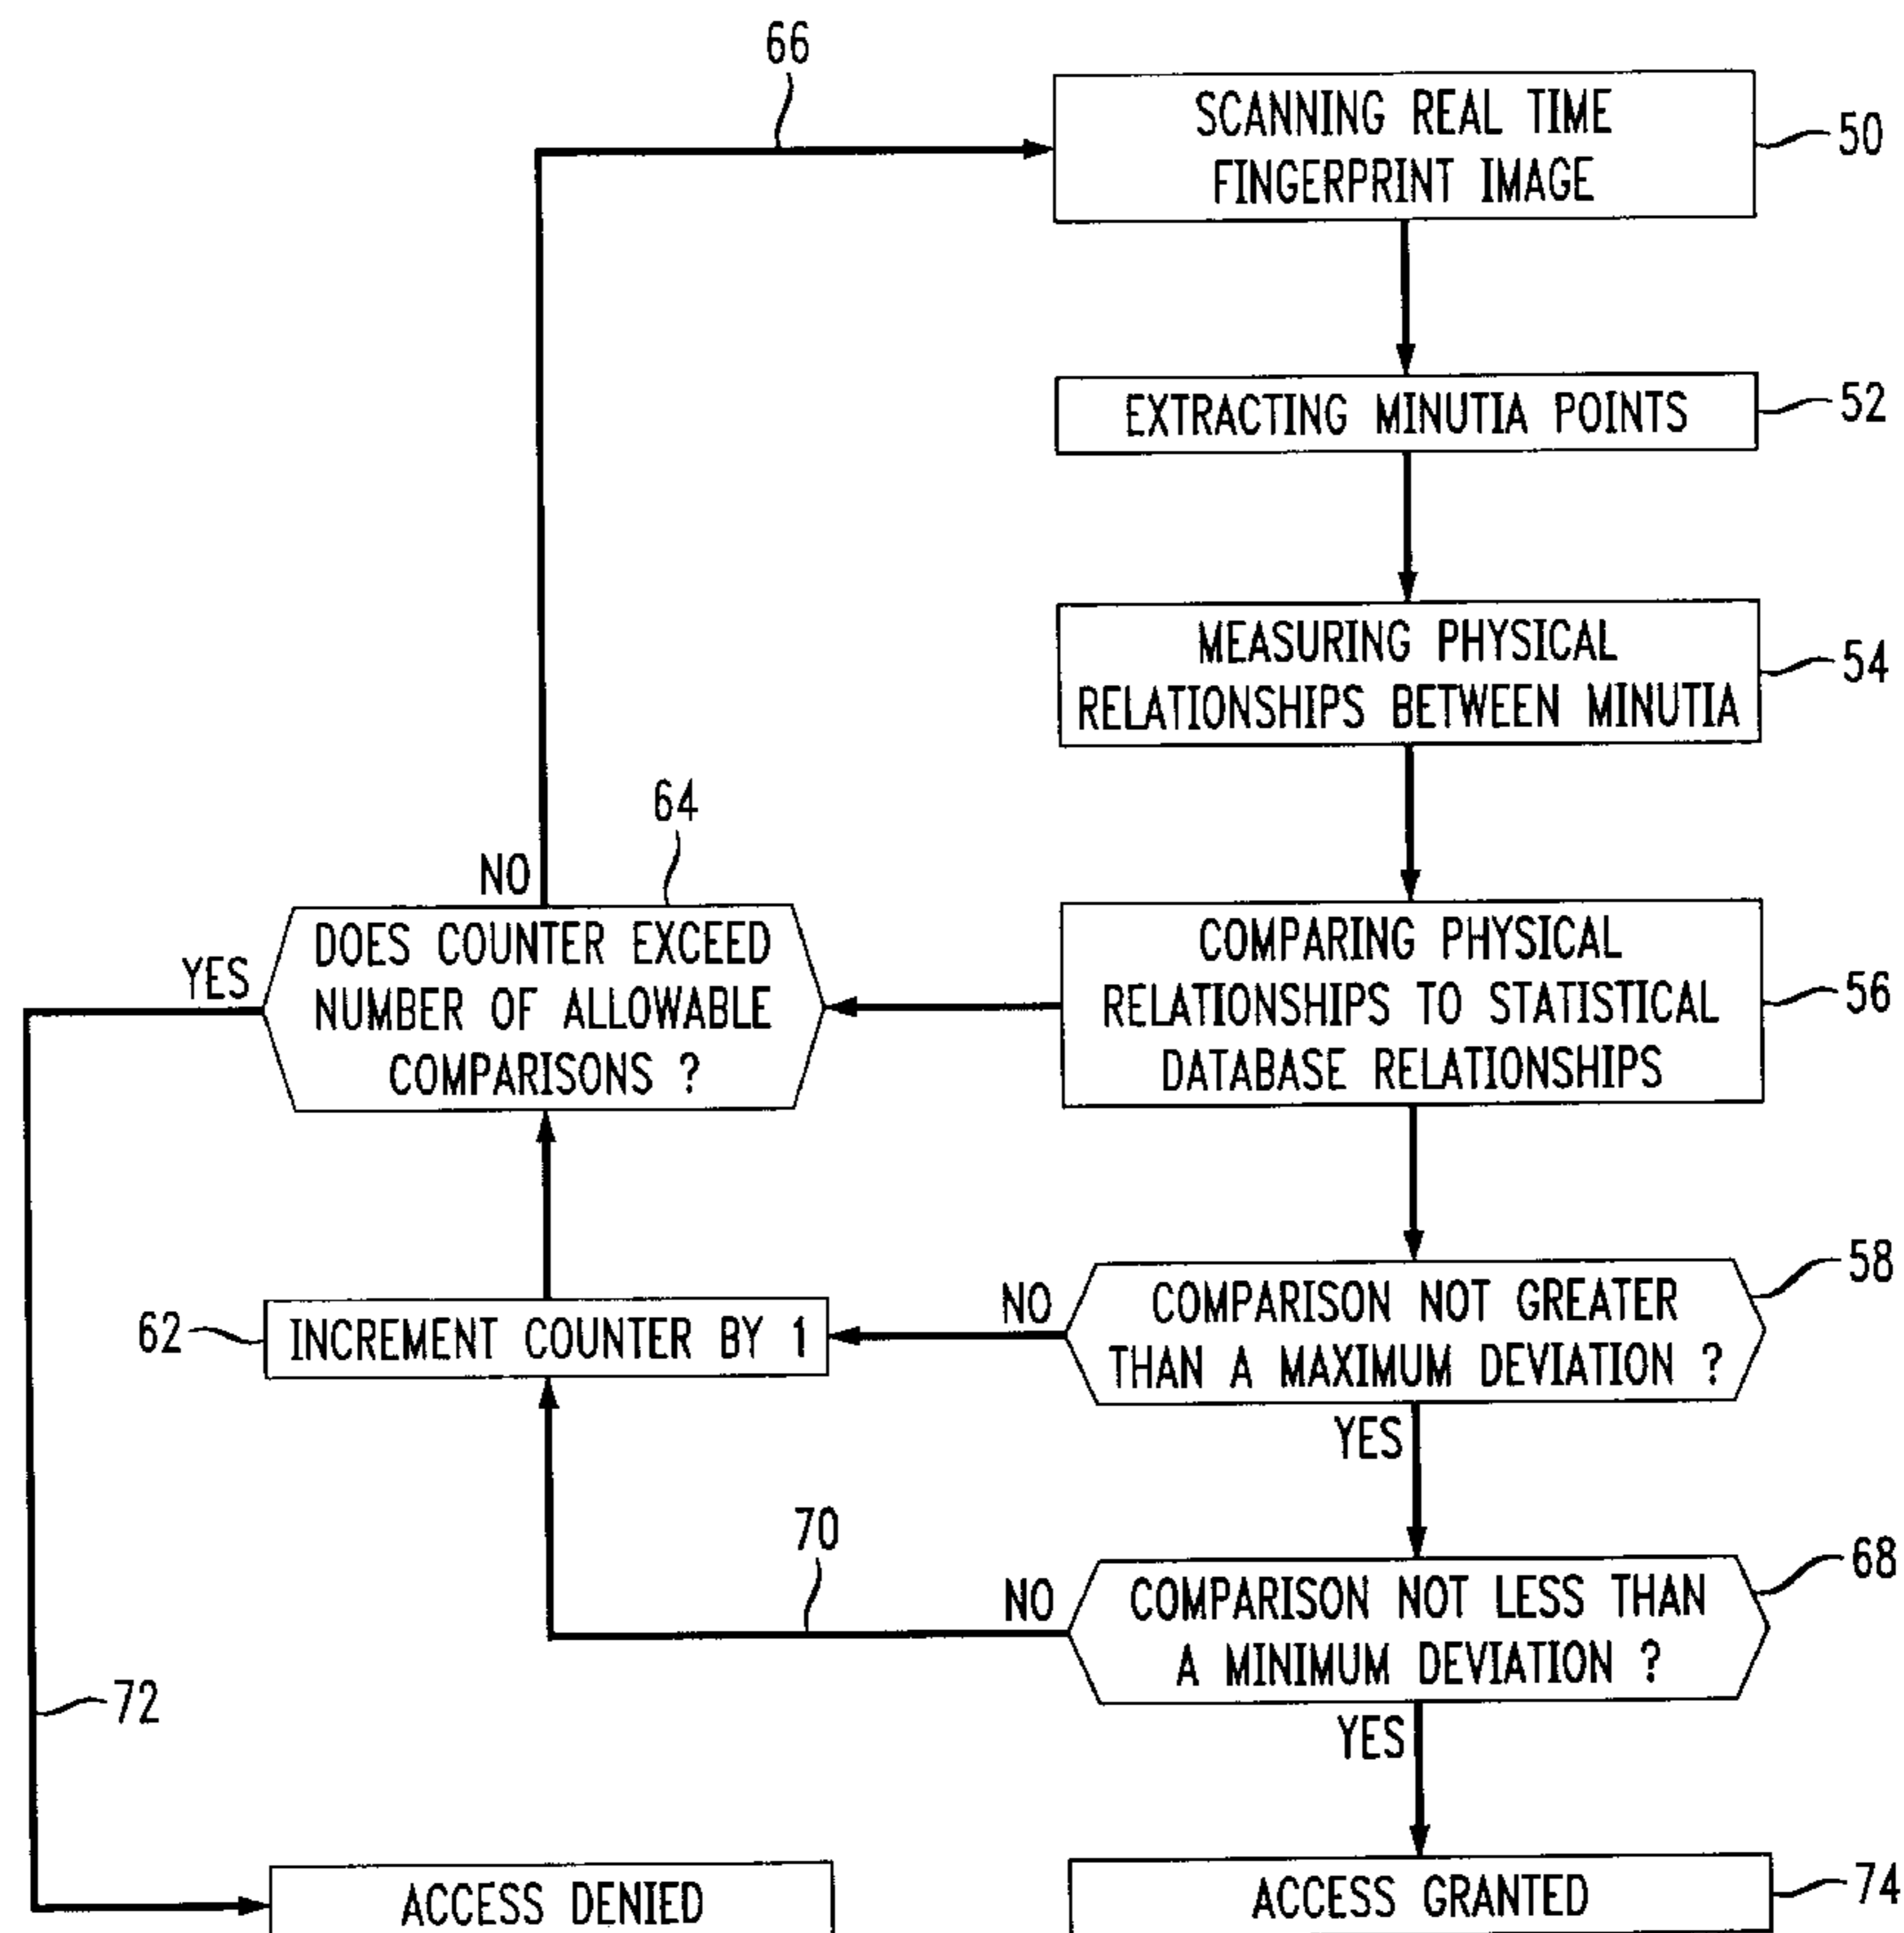 66
SCANNING REAL TIME
FINGERPRINT IMAGE
50
EXTRACTING MINUTIA POINTS
52
MEASURING PHYSICAL
RELATIONSHIPS BETWEEN MINUTIA
54
64
NO
DOES COUNTER EXCEED
NUMBER OF ALLOWABLE
COMPARISONS ?
YES
COMPARING PHYSICAL
RELATIONSHIPS TO STATISTICAL
DATABASE RELATIONSHIPS
56
62
INCREMENT COUNTER BY 1
NO
COMPARISON NOT GREATER
THAN A MAXIMUM DEVIATION ?
58
YES
70
NO
COMPARISON NOT LESS THAN
A MINIMUM DEVIATION ?
68
72
YES
ACCESS DENIED
ACCESS GRANTED
74